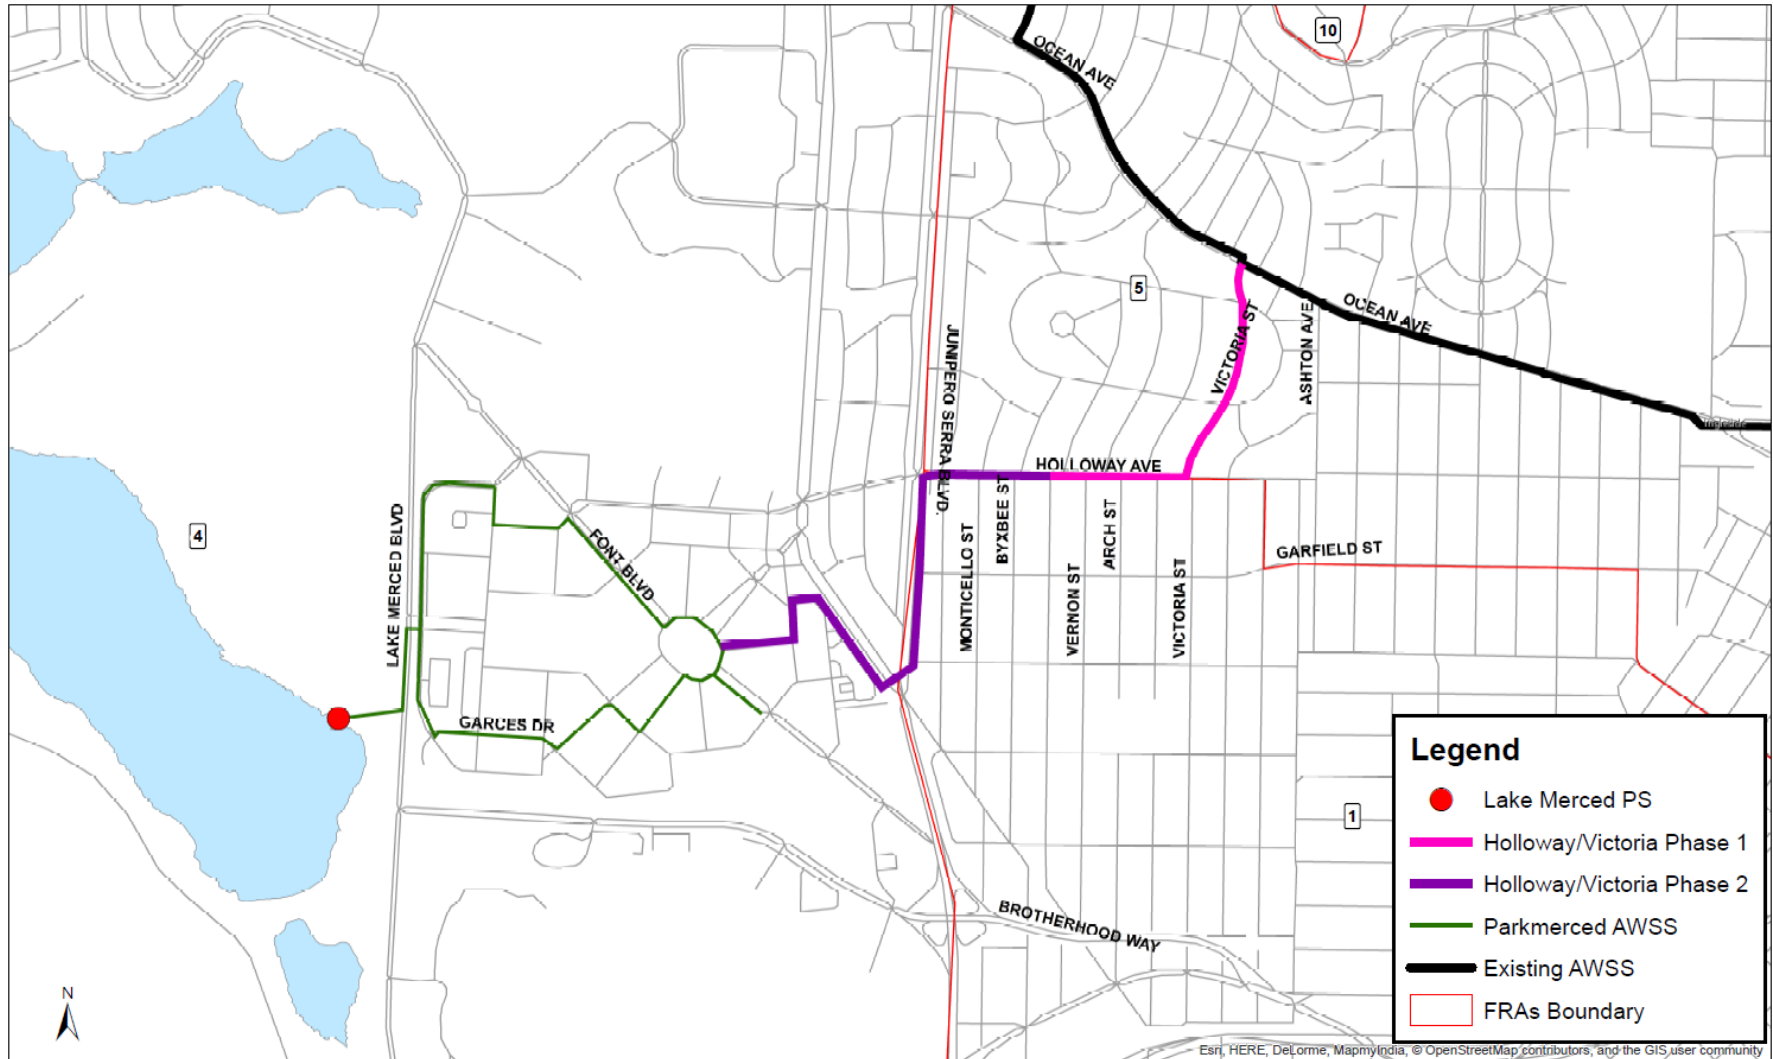 10
OCEAN AVE
5
OCEAN AVE
VICTORIA ST
ASHTON AVE
JUNIPERO SERRA BLVD.
Ingleside
HOLLOWAY AVE
BYXBEE ST
ARCH ST
MONTICELLO ST
VERNON ST
VICTORIA ST
GARFIELD ST
4
LAKE MERCED BLVD
FONT BLVD
GARCES DR
1
BROTHERHOOD WAY
N
Legend
Lake Merced PS
Holloway/Victoria Phase 1
Holloway/Victoria Phase 2
Parkmerced AWSS
Existing AWSS
FRAs Boundary
Esri, HERE, DeLorme, MapmyIndia, © OpenStreetMap contributors, and the GIS user community